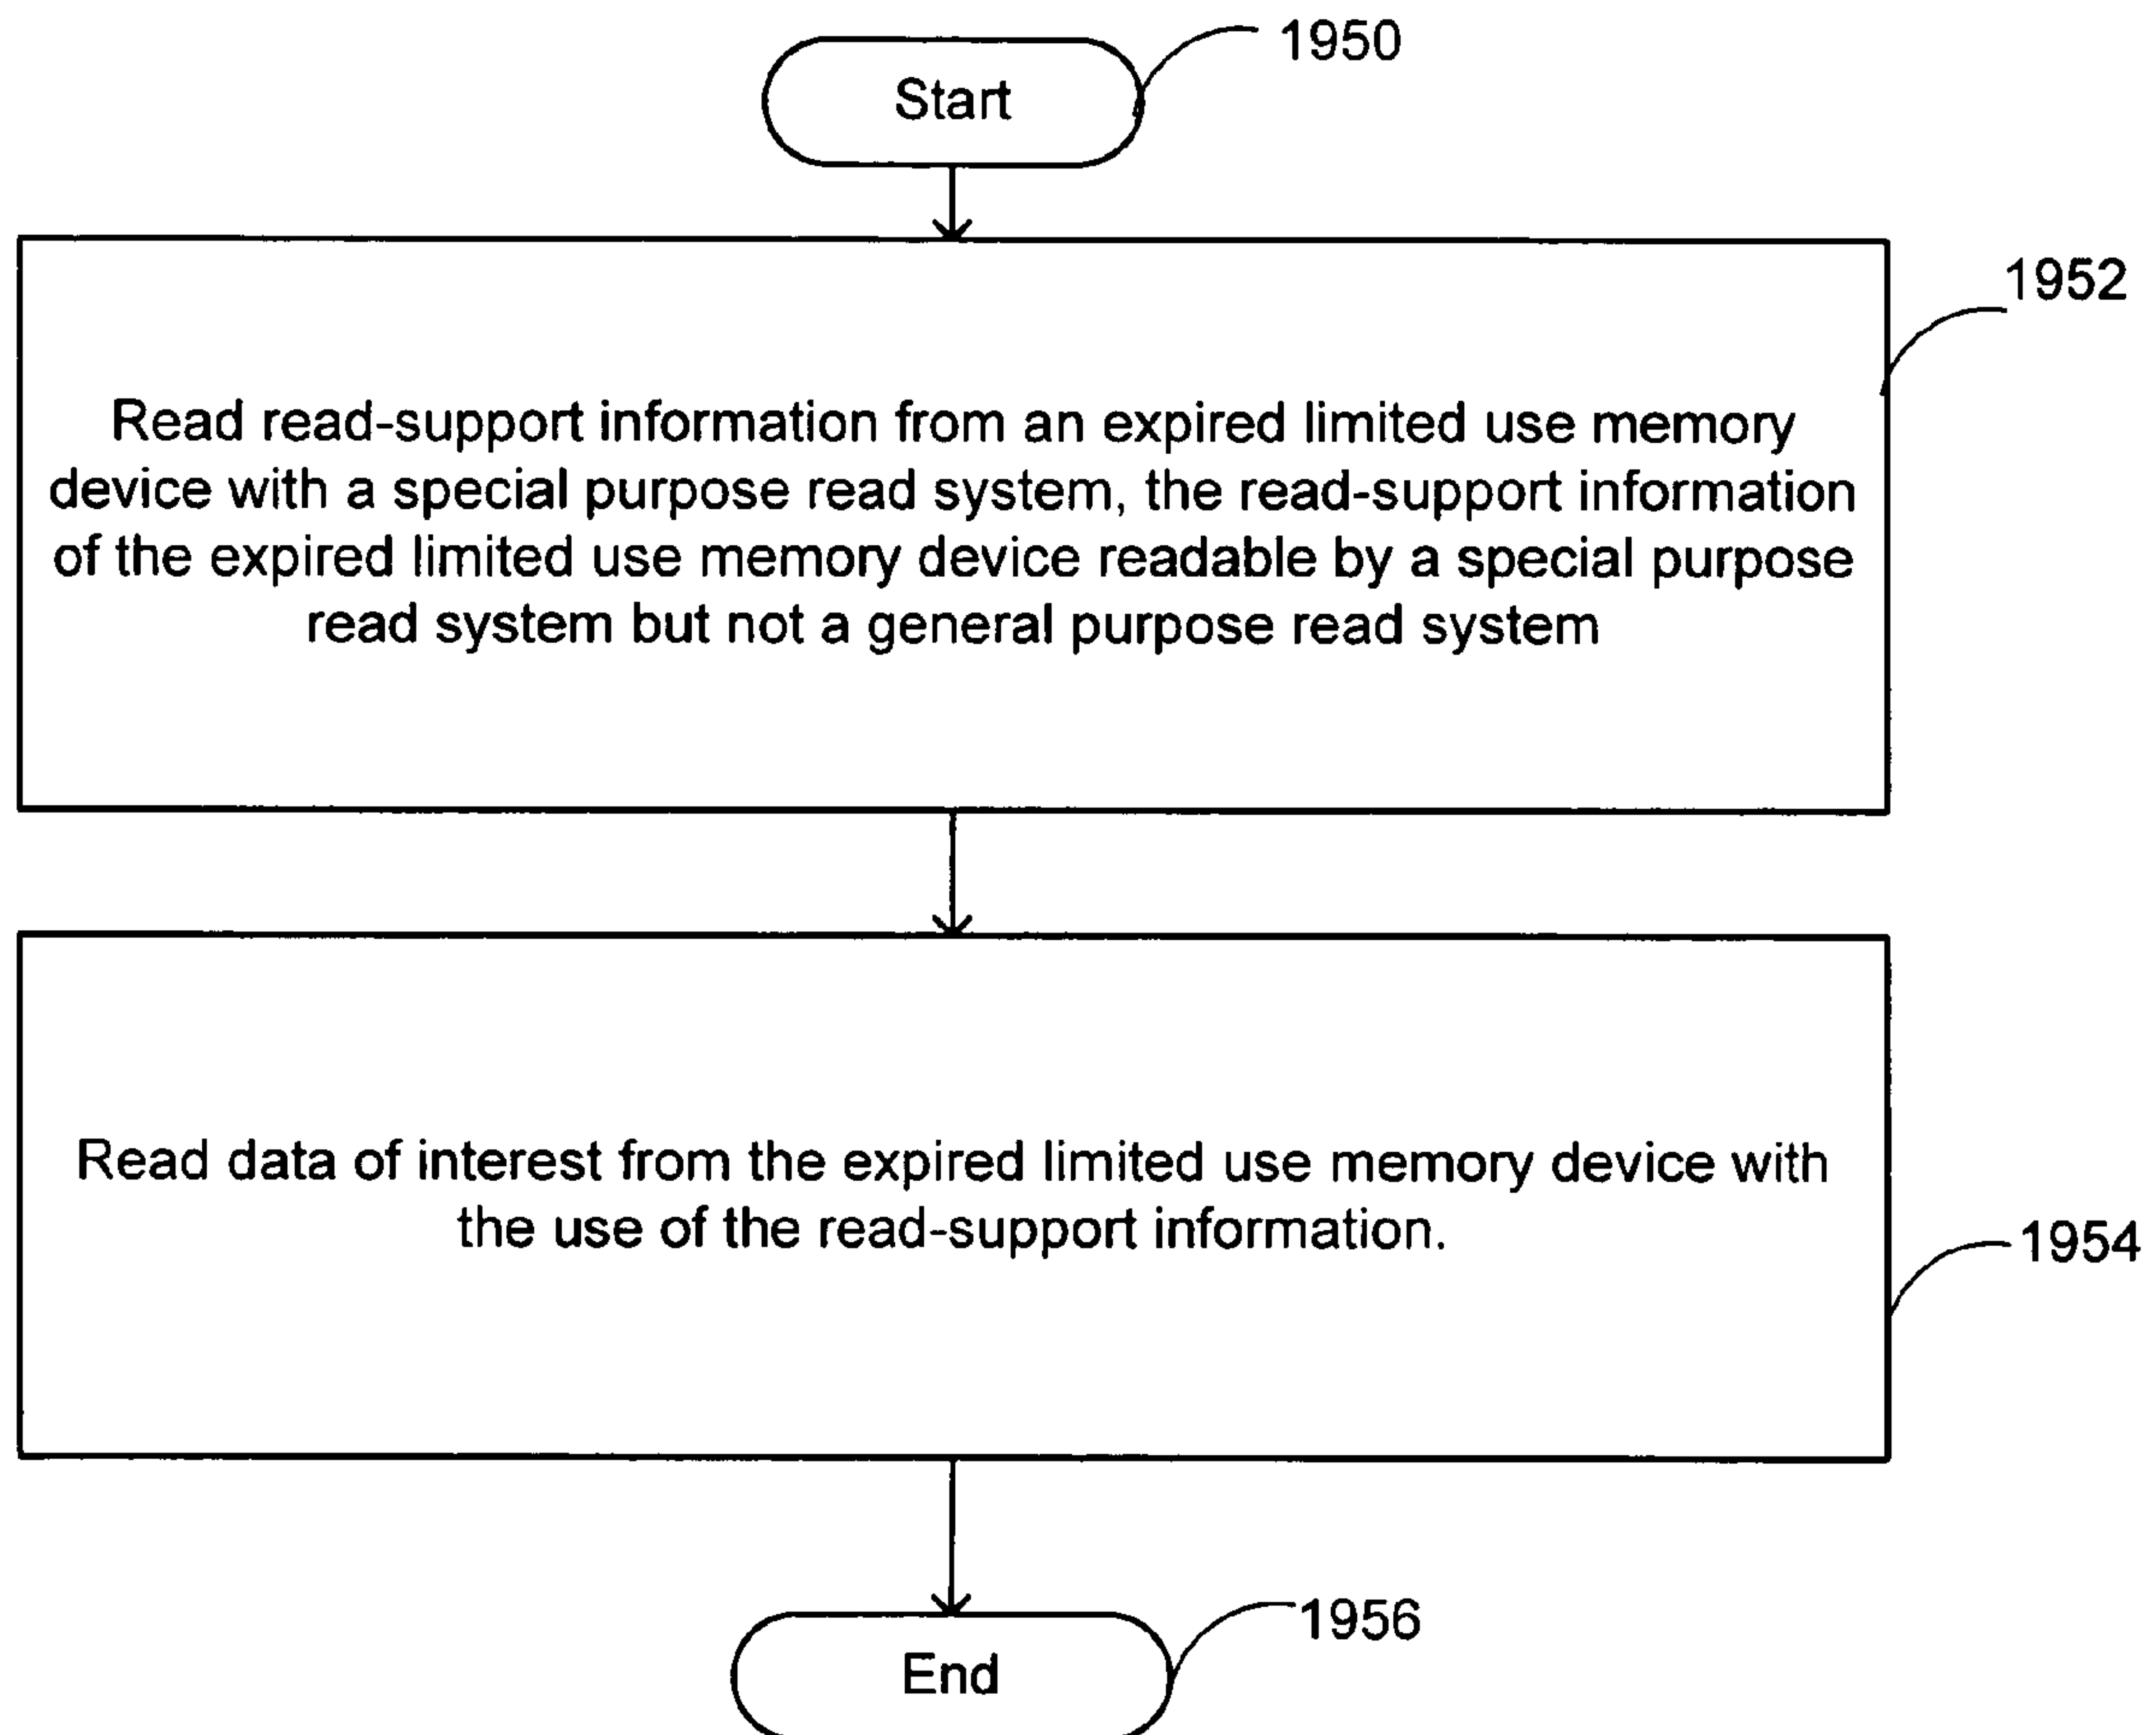 Start
1950
1952
Read read-support information from an expired limited use memory
device with a special purpose read system, the read-support information
of the expired limited use memory device readable by a special purpose
read system but not a general purpose read system
Read data of interest from the expired limited use memory device with
the use of the read-support information.
1954
End
1956